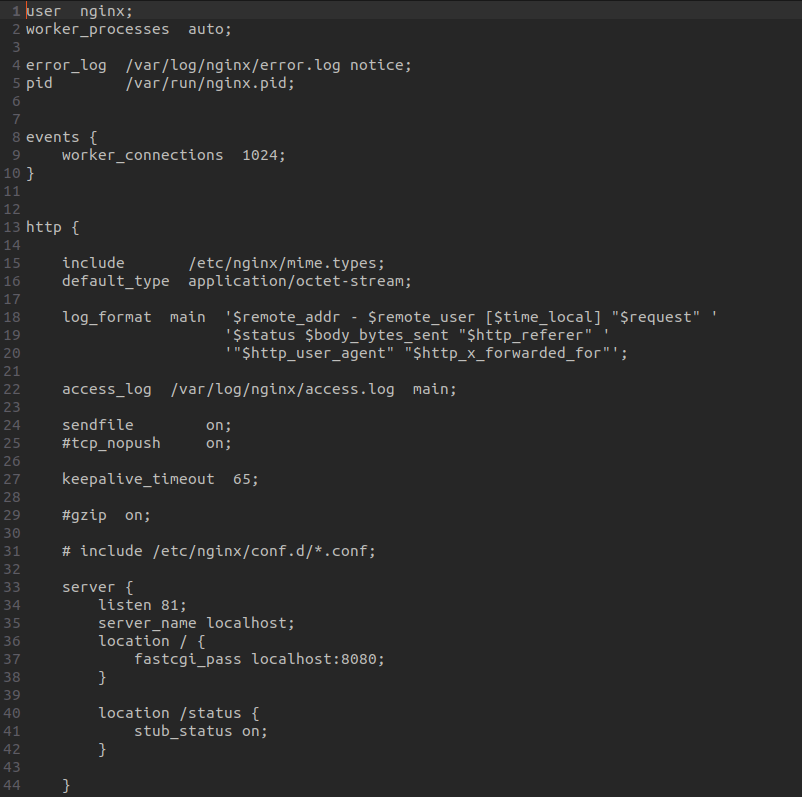 1 user  nginx;
2 worker_processes  auto;
3
4 error_log  /var/log/nginx/error.log notice;
5 pid        /var/run/nginx.pid;
6
7
8 events {
9     worker_connections  1024;
10 }
11
12
13 http {
14
15     include       /etc/nginx/mime.types;
16     default_type  application/octet-stream;
17
18     log_format  main  '$remote_addr - $remote_user [$time_local] "$request" '
19                       '$status $body_bytes_sent "$http_referer" '
20                       '"$http_user_agent" "$http_x_forwarded_for"';
21
22     access_log  /var/log/nginx/access.log  main;
23
24     sendfile        on;
25     #tcp_nopush     on;
26
27     keepalive_timeout  65;
28
29     #gzip  on;
30
31     # include /etc/nginx/conf.d/*.conf;
32
33     server {
34         listen 81;
35         server_name localhost;
36         location / {
37             fastcgi_pass localhost:8080;
38         }
39
40         location /status {
41             stub_status on;
42         }
43
44     }